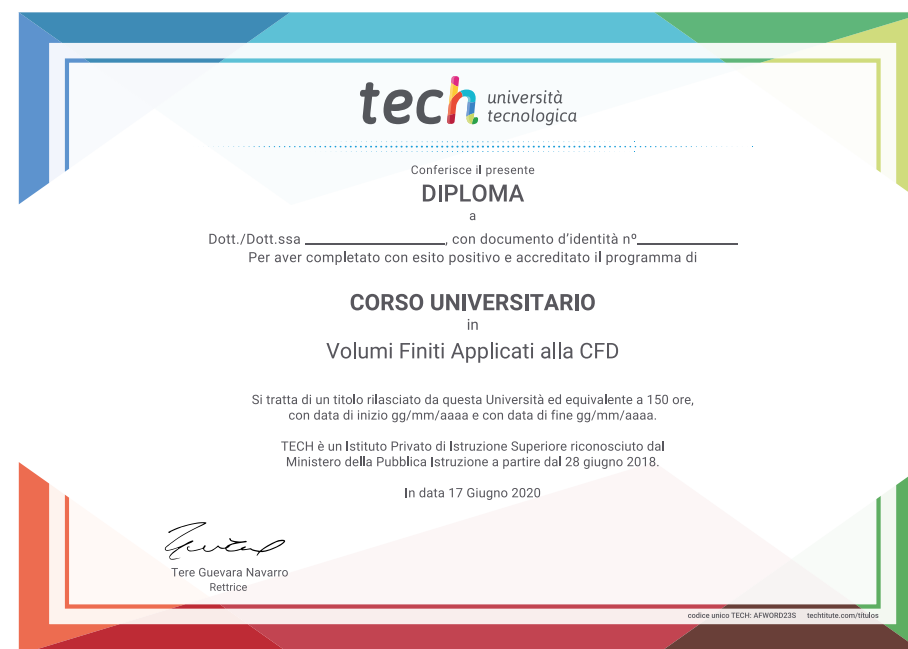 tech università
tecnologica
Conferisce il presente
DIPLOMA
a
Dott./Dott.ssa ____________________, con documento d'identità nº______________
Per aver completato con esito positivo e accreditato il programma di
CORSO UNIVERSITARIO
in
Volumi Finiti Applicati alla CFD
Si tratta di un titolo rilasciato da questa Università ed equivalente a 150 ore,
con data di inizio gg/mm/aaaa e con data di fine gg/mm/aaaa.
TECH è un Istituto Privato di Istruzione Superiore riconosciuto dal
Ministero della Pubblica Istruzione a partire dal 28 giugno 2018.
In data 17 Giugno 2020
Tere Guevara Navarro
Rettrice
codice unico TECH: AFWORD23S techtitute.com/titulos